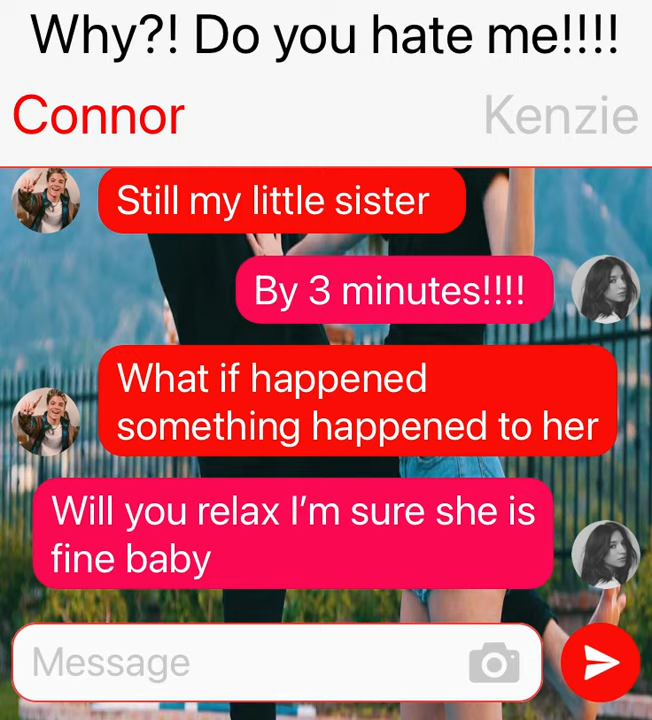 Why?! Do you hate me!!!!
Connor
Kenzie
Still my little sister
By 3 minutes!!!!
What if happened
something happened to her
Will you relax I'm sure she is
fine baby
Message